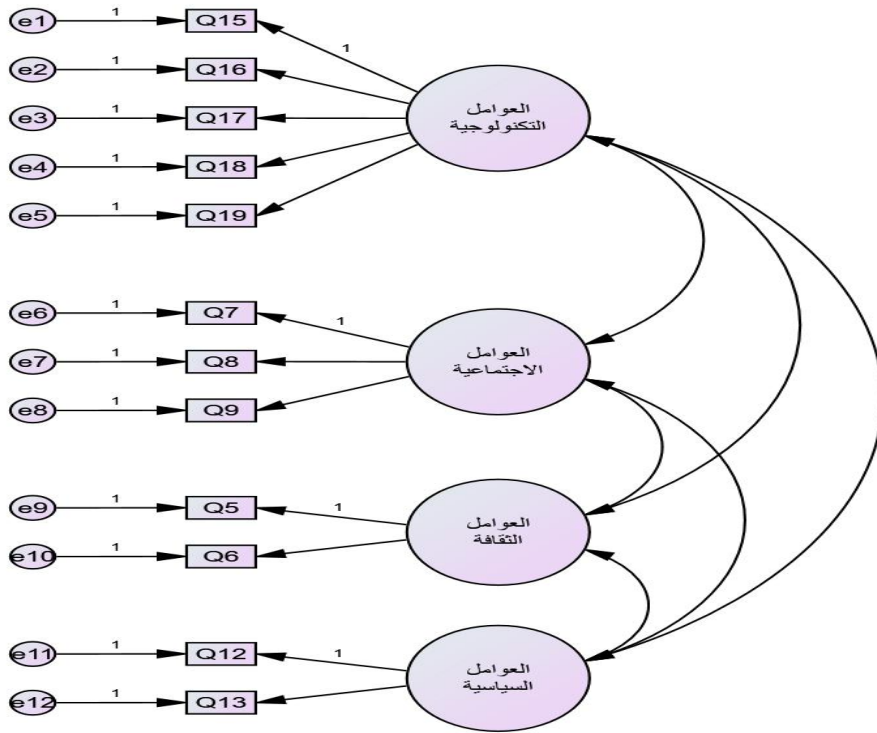 e1 1 Q15 1
e2 1 Q16
العوامل
التكنولوجية
e3 1 Q17
e4 1 Q18
e5 1 Q19
e6 1 Q7 1
العوامل
الاجتماعية
e7 1 Q8
e8 1 Q9
e9 1 Q5 1
العوامل
الثقافة
e10 1 Q6
e11 1 Q12 1
العوامل
السياسية
e12 1 Q13